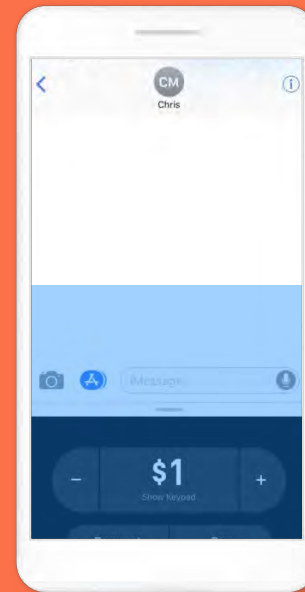 CM
Chris
iMessage
$1
− +
Show Keypad